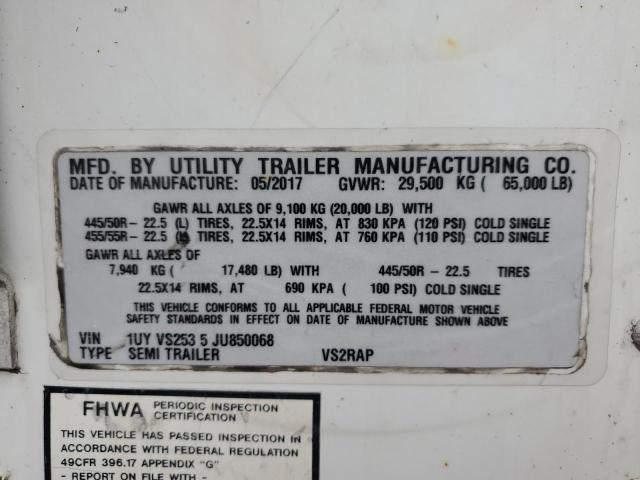 MFD. BY UTILITY TRAILER MANUFACTURING CO.
DATE OF MANUFACTURE: 05/2017 GVWR: 29,500 KG ( 65,000 LB)
GAWR ALL AXLES OF 9,100 KG (20,000 LB) WITH
445/50R- 22.5 (L) TIRES, 22.5X14 RIMS, AT 830 KPA (120 PSI) COLD SINGLE
455/55R- 22.5 TIRES, 22.5X14 RIMS, AT 760 KPA (110 PSI) COLD SINGLE
GAWR ALL AXLES OF
7,940 KG ( 17,480 LB) WITH 445/50R - 22.5 TIRES
22.5X14 RIMS, AT 690 KPA ( 100 PSI) COLD SINGLE
THIS VEHICLE CONFORMS TO ALL APPLICABLE FEDERAL MOTOR VEHICLE
SAFETY STANDARDS IN EFFECT ON DATE OF MANUFACTURE SHOWN ABOVE
VIN 1UY VS253 5 JU850068
TYPE SEMI TRAILER VS2RAP
FHWA PERIODIC INSPECTION
CERTIFICATION
THIS VEHICLE HAS PASSED INSPECTION IN
ACCORDANCE WITH FEDERAL REGULATION
49CFR 396.17 APPENDIX "G"
- REPORT ON FILE WITH -